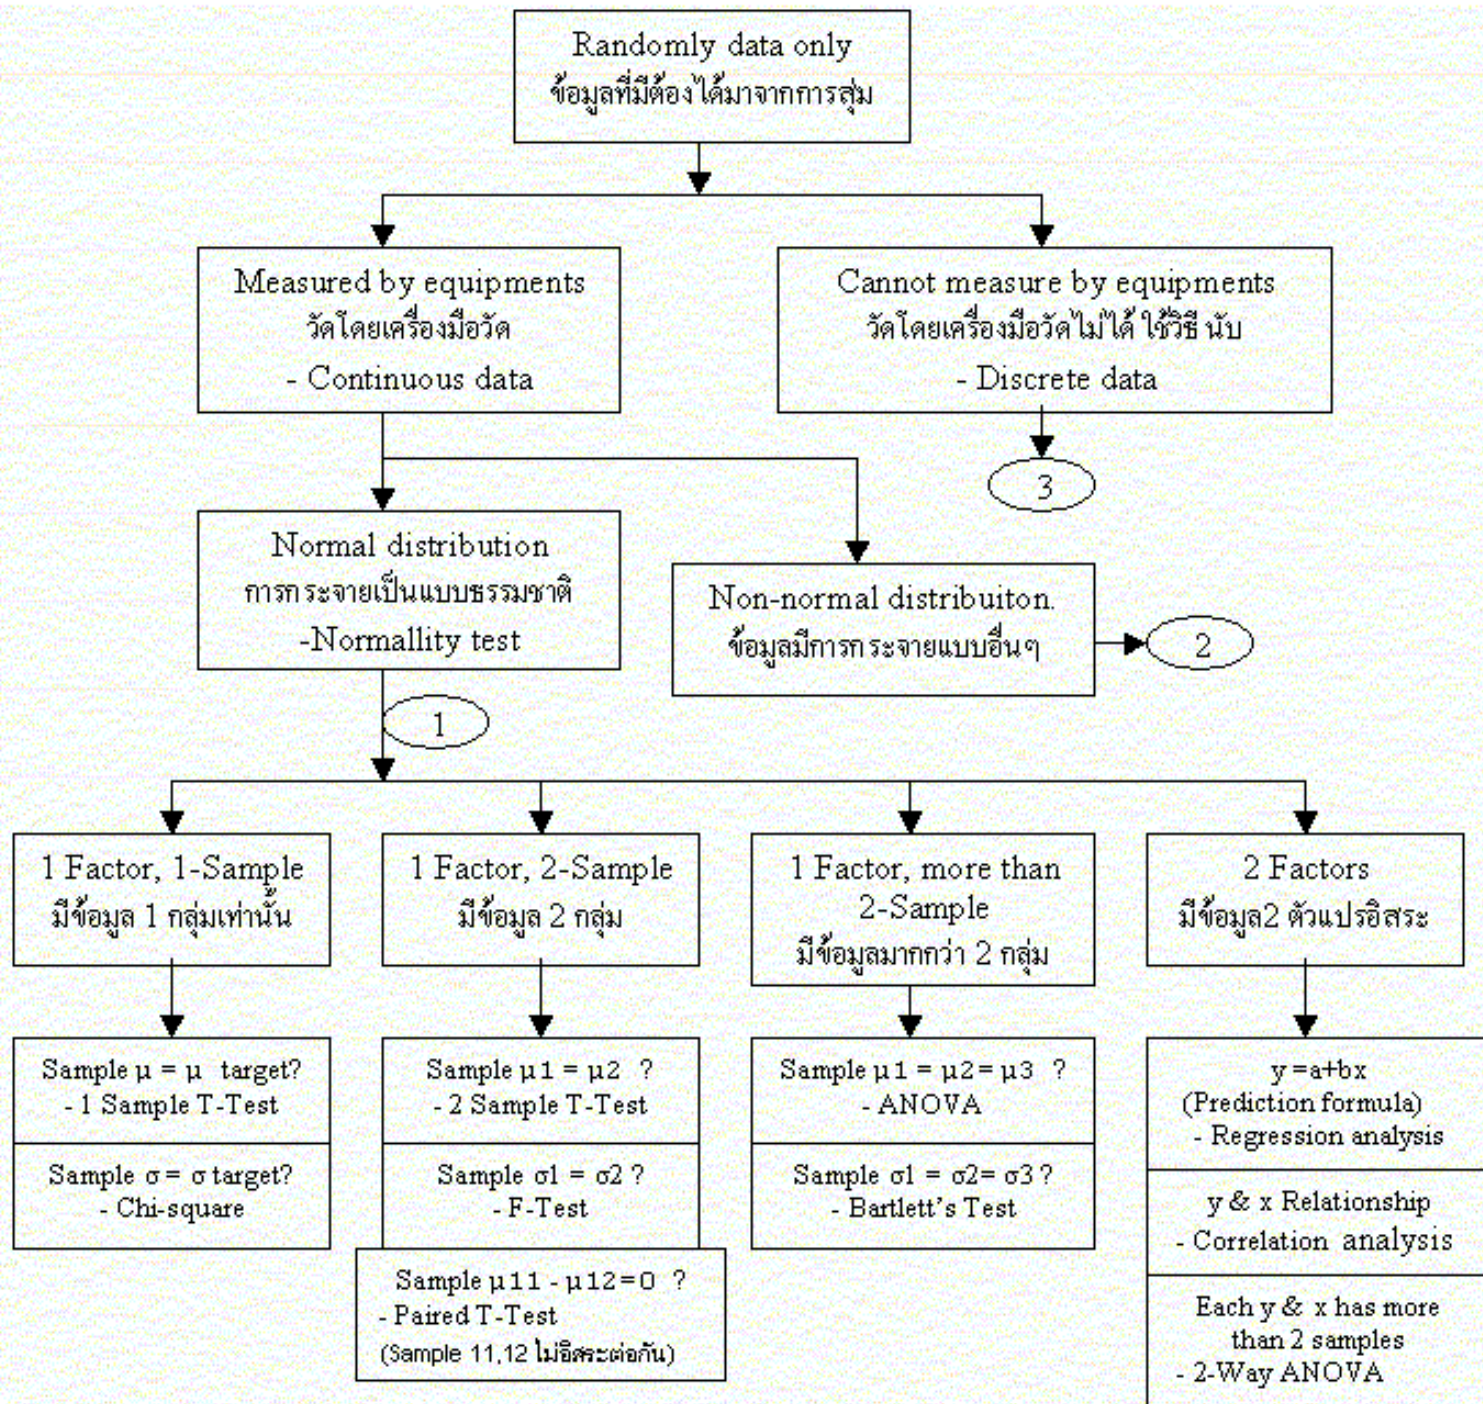 Randomly data only
ข้อมูลที่มีต้องได้มาจากการสุ่ม
Measured by equipments
วัดโดยเครื่องมือวัด
- Continuous data
Cannot measure by equipments
วัดโดยเครื่องมือวัดไม่ได้ ใช้วิธี นับ
- Discrete data
3
Normal distribution
การกระจายเป็นแบบธรรมชาติ
-Normallity test
Non-normal distribuiton.
ข้อมูลมีการกระจายแบบอื่นๆ
2
1
1 Factor, 1-Sample
มีข้อมูล 1 กลุ่มเท่านั้น
1 Factor, 2-Sample
มีข้อมูล 2 กลุ่ม
1 Factor, more than
2-Sample
มีข้อมูลมากกว่า 2 กลุ่ม
2 Factors
มีข้อมูล2 ตัวแปรอิสระ
Sample μ = μ target?
- 1 Sample T-Test
Sample σ = σ target?
- Chi-square
Sample μ1 = μ2 ?
- 2 Sample T-Test
Sample σ1 = σ2 ?
- F-Test
Sample μ11 - μ12=0 ?
- Paired T-Test
(Sample 11,12 ไม่อิสระต่อกัน)
Sample μ1 = μ2= μ3 ?
- ANOVA
Sample σ1 = σ2= σ3 ?
- Bartlett's Test
y =a+bx
(Prediction formula)
- Regression analysis
y & x Relationship
- Correlation analysis
Each y & x has more
than 2 samples
- 2-Way ANOVA